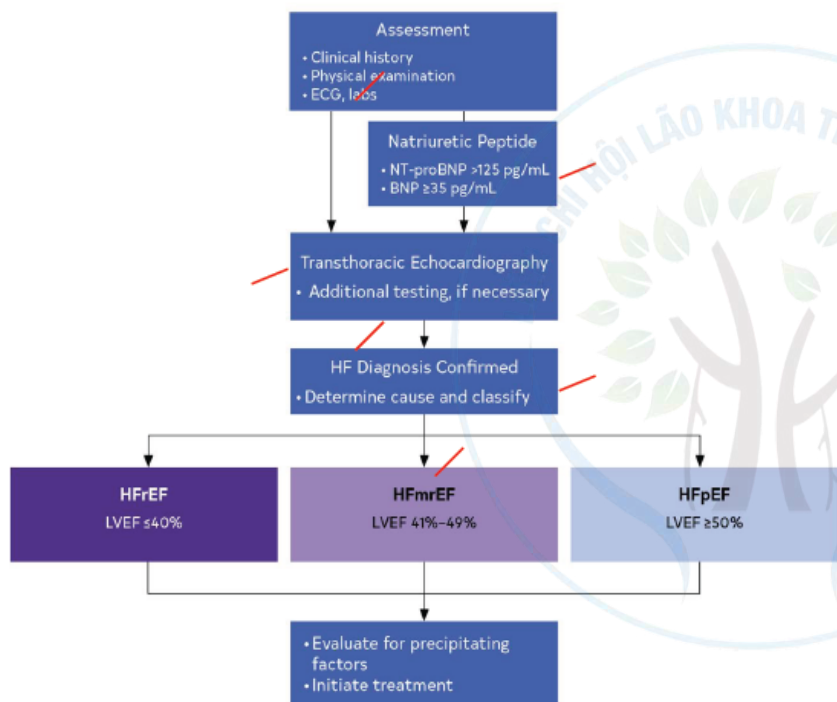 Assessment
• Clinical history
• Physical examination
• ECG, labs
Natriuretic Peptide
• NT-proBNP >125 pg/mL
• BNP ≥35 pg/mL
CHI HỘI LÃO KHOA
Transthoracic Echocardiography
• Additional testing, if necessary
HF Diagnosis Confirmed
• Determine cause and classify
HFrEF
LVEF ≤40%
HFmrEF
LVEF 41%–49%
HFpEF
LVEF ≥50%
• Evaluate for precipitating
factors
• Initiate treatment